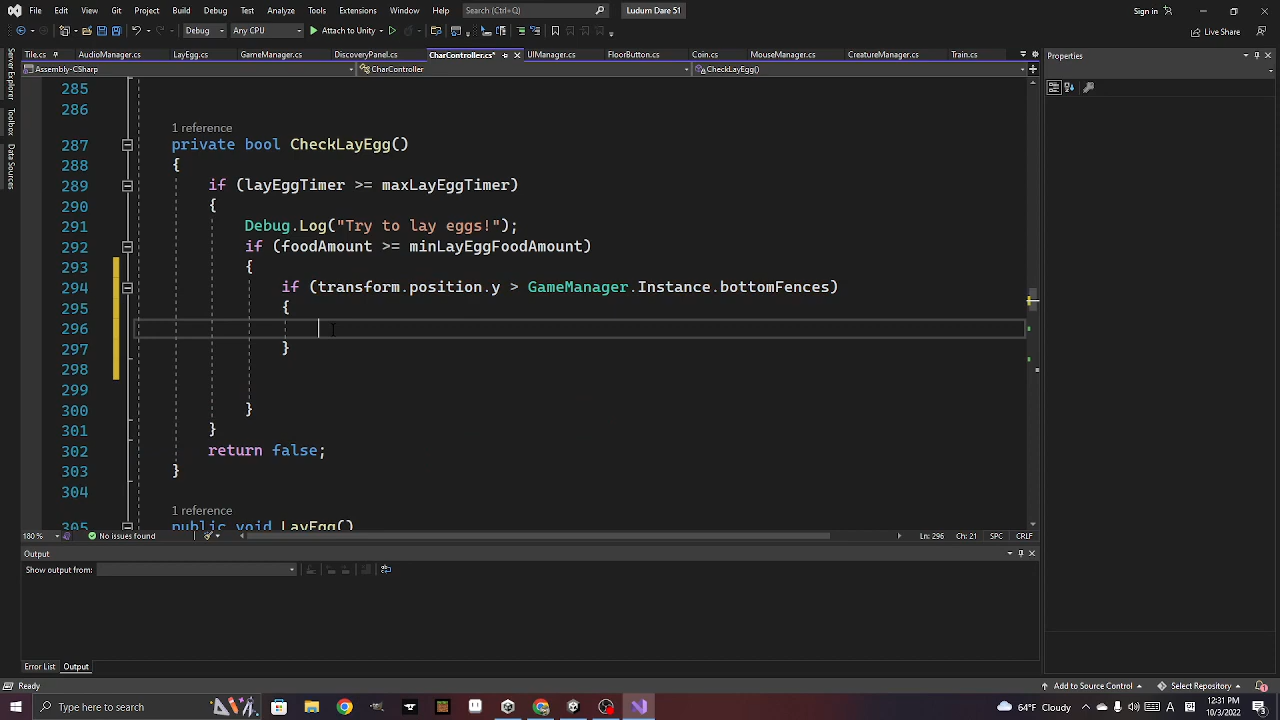 File Edit View Git Project Build Debug Test Analyze Tools Extensions Window Help Search (Ctrl+Q) Ludum Dare 51 Sign in
Debug Any CPU Attach to Unity Live Share
Tile.cs AudioManager.cs LayEgg.cs GameManager.cs DiscoveryPanel.cs CharController.cs* UIManager.cs FloorButton.cs Coin.cs MouseManager.cs CreatureManager.cs Train.cs Properties
Assembly-CSharp CharController CheckLayEgg()
Server Explorer
Toolbox
Data Sources
285
286
1 reference
287 private bool CheckLayEgg()
288 {
289 if (layEggTimer >= maxLayEggTimer)
290 {
291 Debug.Log("Try to lay eggs!");
292 if (foodAmount >= minLayEggFoodAmount)
293 {
294 if (transform.position.y > GameManager.Instance.bottomFences)
295 {
296
297 }
298
299
300 }
301 }
302 return false;
303 }
304
1 reference
305 public void LayEgg()
180 % No issues found Ln: 296 Ch: 21 SPC CRLF
Output
Show output from:
Error List Output
Ready Add to Source Control Select Repository
Type here to search 76°F Cloudy A 12:31 PM
10/3/2022